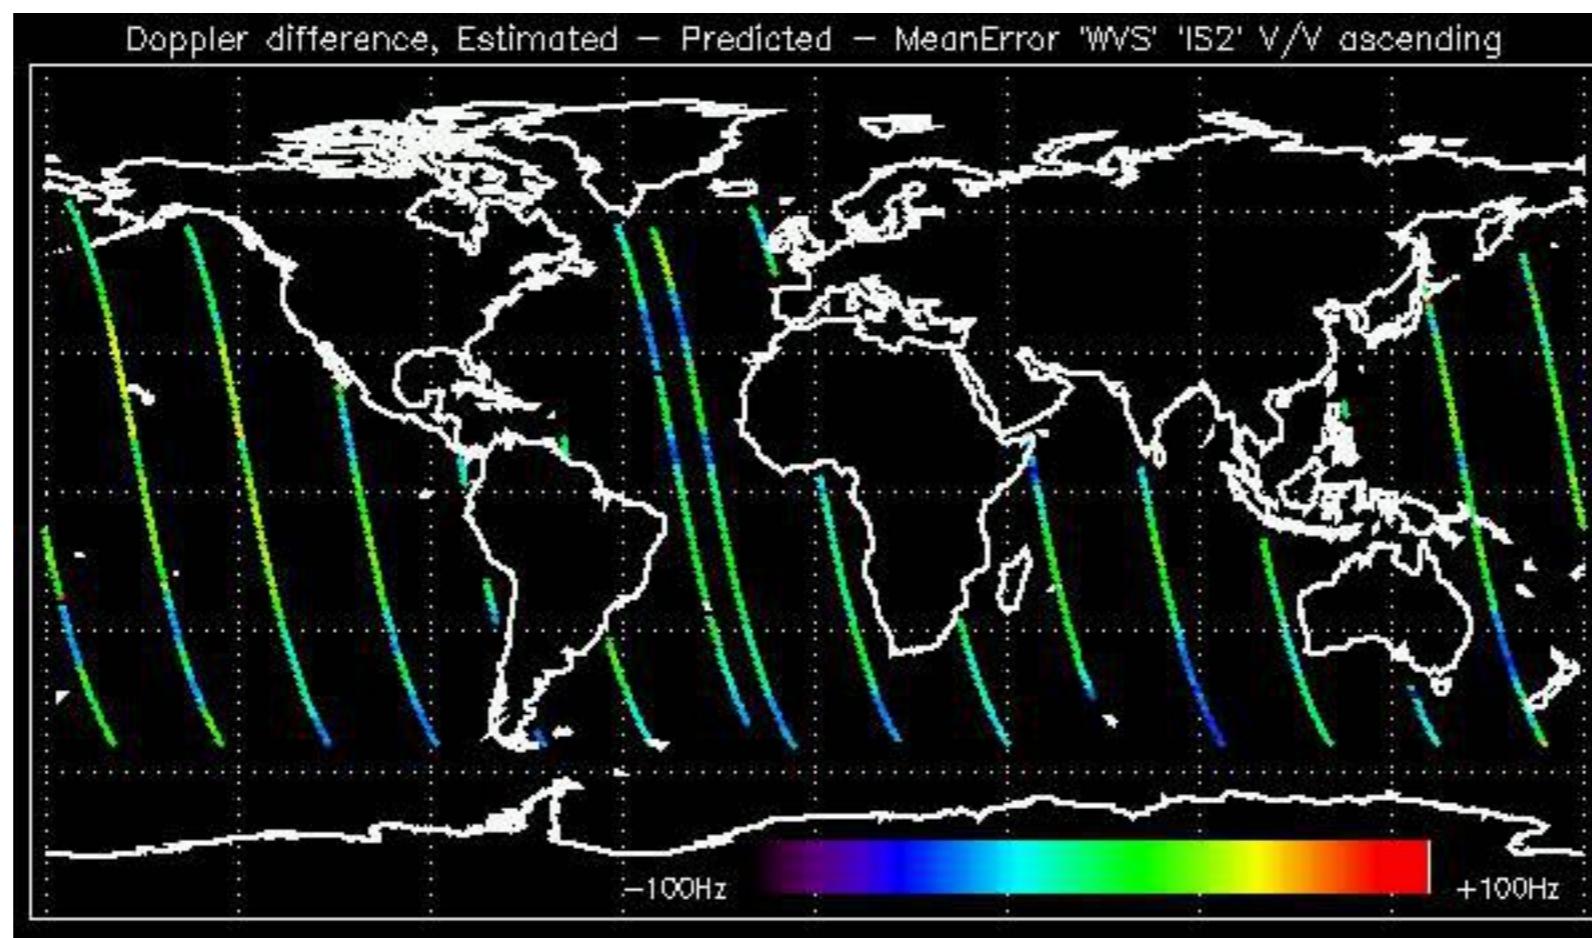 Doppler difference, Estimated – Predicted – MeanError 'WVS' 'IS2' V/V ascending
–100Hz
+100Hz